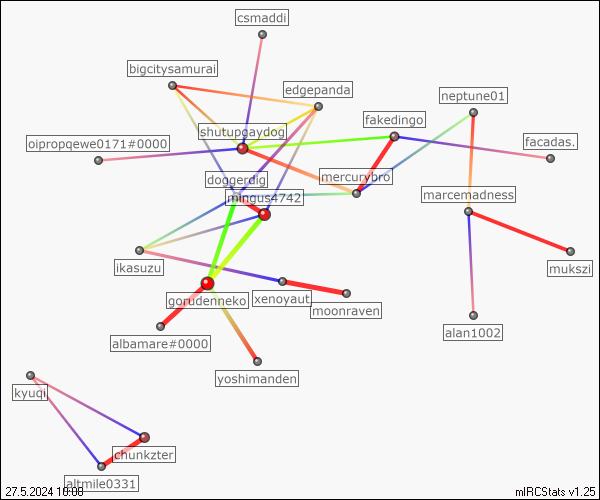 csmaddi
bigcitysamurai
edgepanda
neptune01
fakedingo
shutupgaydog
oipropqewe0171#0000
facadas.
doggerdig
mercurybro
mingus4742
marcemadness
ikasuzu
mukszi
gorudenneko
xenoyaut
moonraven
alan1002
albamare#0000
yoshimanden
kyuqi
chunkzter
altmile0331
27.5.2024 10:08
mIRCStats v1.25